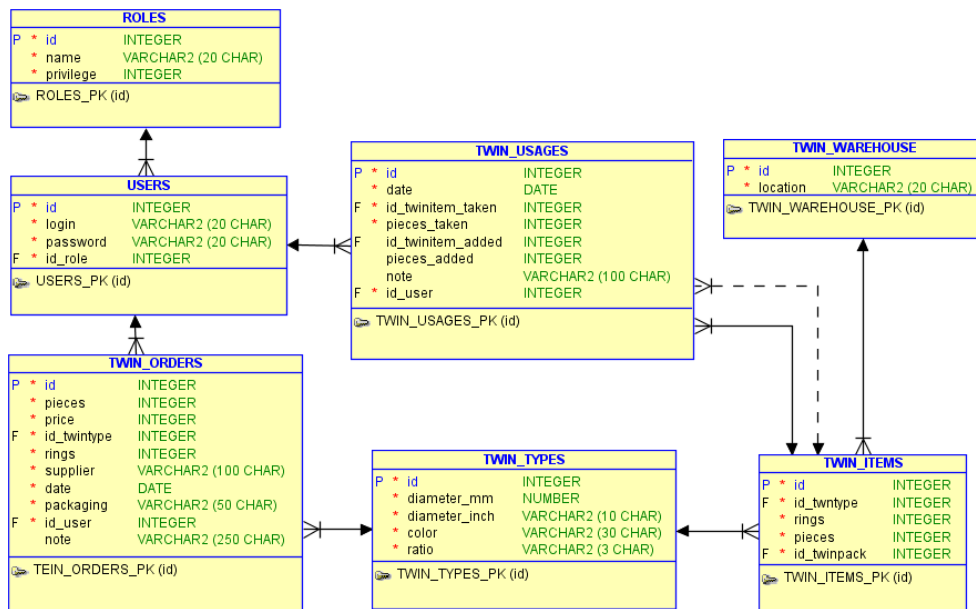 ROLES
P * id INTEGER
* name VARCHAR2 (20 CHAR)
* privilege INTEGER
ROLES_PK (id)
USERS
P * id INTEGER
* login VARCHAR2 (20 CHAR)
* password VARCHAR2 (20 CHAR)
F * id_role INTEGER
USERS_PK (id)
TWIN_USAGES
P * id INTEGER
* date DATE
F * id_twinitem_taken INTEGER
* pieces_taken INTEGER
F id_twinitem_added INTEGER
pieces_added INTEGER
note VARCHAR2 (100 CHAR)
F * id_user INTEGER
TWIN_USAGES_PK (id)
TWIN_WAREHOUSE
P * id INTEGER
* location VARCHAR2 (20 CHAR)
TWIN_WAREHOUSE_PK (id)
TWIN_ORDERS
P * id INTEGER
* pieces INTEGER
* price INTEGER
F * id_twintype INTEGER
* rings INTEGER
* supplier VARCHAR2 (100 CHAR)
* date DATE
* packaging VARCHAR2 (50 CHAR)
F * id_user INTEGER
note VARCHAR2 (250 CHAR)
TEIN_ORDERS_PK (id)
TWIN_TYPES
P * id INTEGER
* diameter_mm NUMBER
* diameter_inch VARCHAR2 (10 CHAR)
* color VARCHAR2 (30 CHAR)
* ratio VARCHAR2 (3 CHAR)
TWIN_TYPES_PK (id)
TWIN_ITEMS
P * id INTEGER
F * id_twntype INTEGER
* rings INTEGER
* pieces INTEGER
F * id_twinpack INTEGER
TWIN_ITEMS_PK (id)